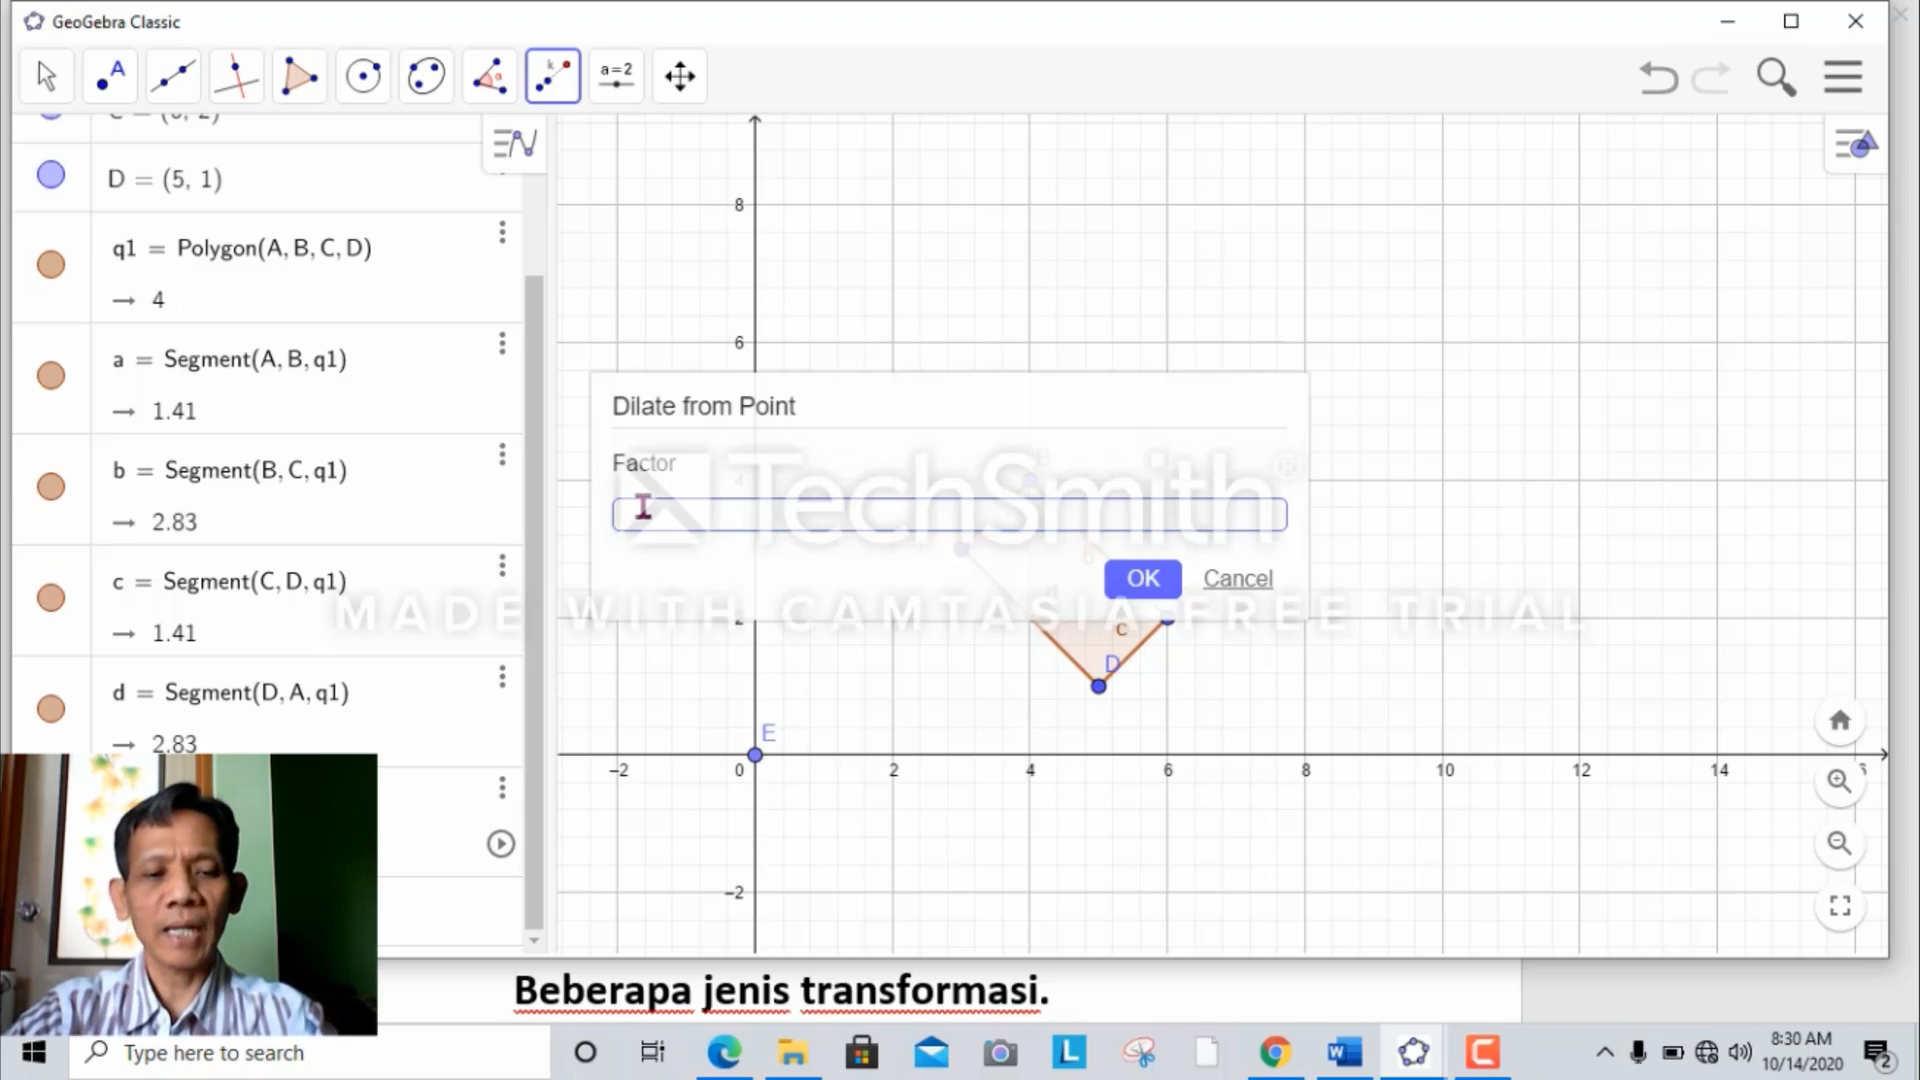 GeoGebra Classic
A
k
α
a=2
D = (5, 1)
q1 = Polygon(A, B, C, D)
→ 4
a = Segment(A, B, q1)
→ 1.41
b = Segment(B, C, q1)
→ 2.83
c = Segment(C, D, q1)
→ 1.41
d = Segment(D, A, q1)
→ 2.83
8
6
Dilate from Point
Factor
OK
Cancel
TechSmith®
MADE WITH CAMTASIA FREE TRIAL
2
c
D
E
-2 0 2 4 6 8 10 12 14
-2
Beberapa jenis transformasi.
Type here to search
8:30 AM
10/14/2020
2